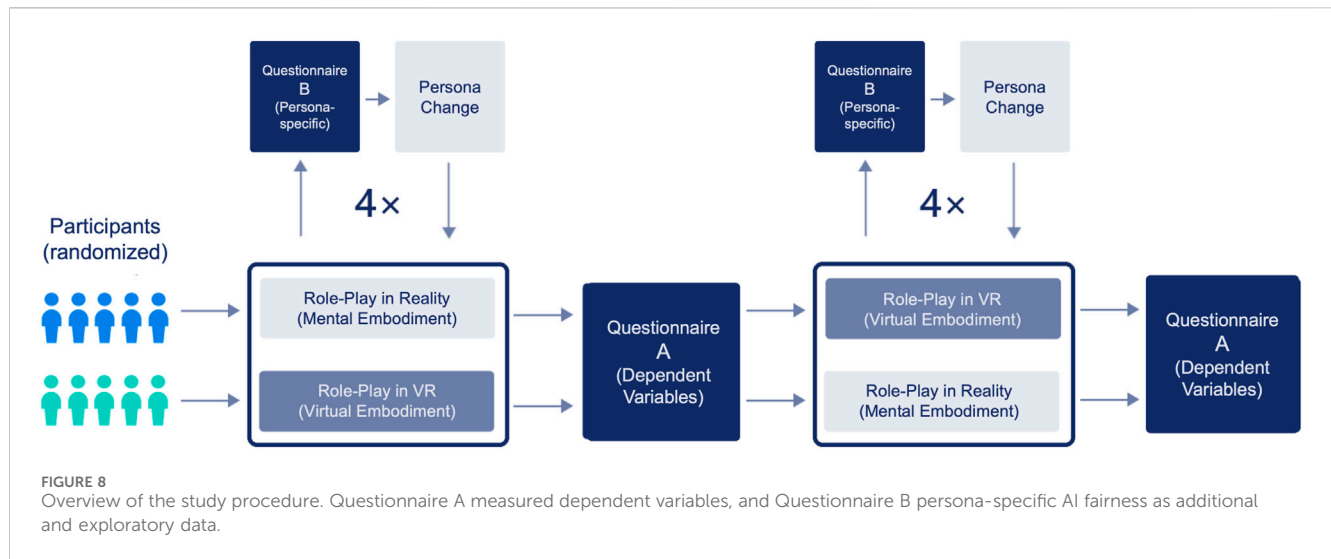 Questionnaire
B
(Persona-
specific)
Persona
Change
4×
Questionnaire
B
(Persona-
specific)
Persona
Change
4×
Participants
(randomized)
Role-Play in Reality
(Mental Embodiment)
Role-Play in VR
(Virtual Embodiment)
Questionnaire
A
(Dependent
Variables)
Role-Play in VR
(Virtual Embodiment)
Role-Play in Reality
(Mental Embodiment)
Questionnaire
A
(Dependent
Variables)
FIGURE 8
Overview of the study procedure. Questionnaire A measured dependent variables, and Questionnaire B persona-specific AI fairness as additional
and exploratory data.